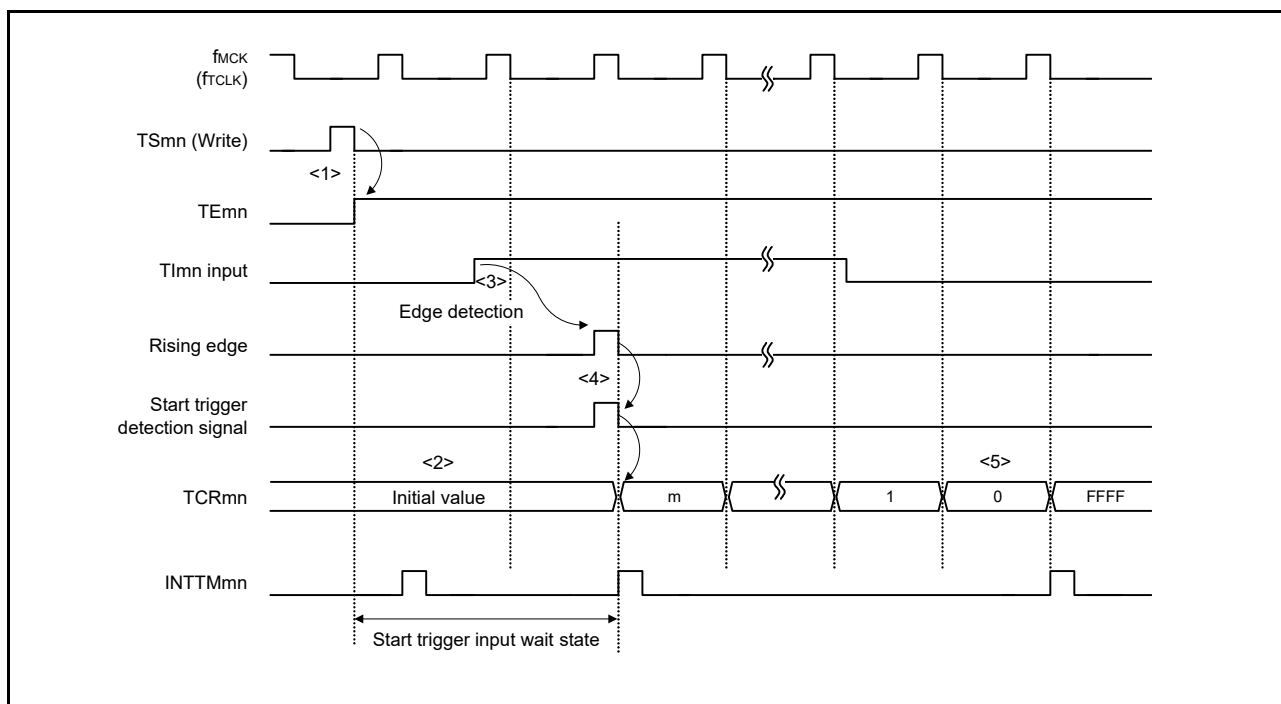 fMCK
(fTCLK)
TSmn (Write)
<1>
TEmn
TImn input
<3>
Edge detection
Rising edge
<4>
Start trigger
detection signal
<2>
<5>
TCRmn
Initial value
m
1
0
FFFF
INTTMmn
Start trigger input wait state